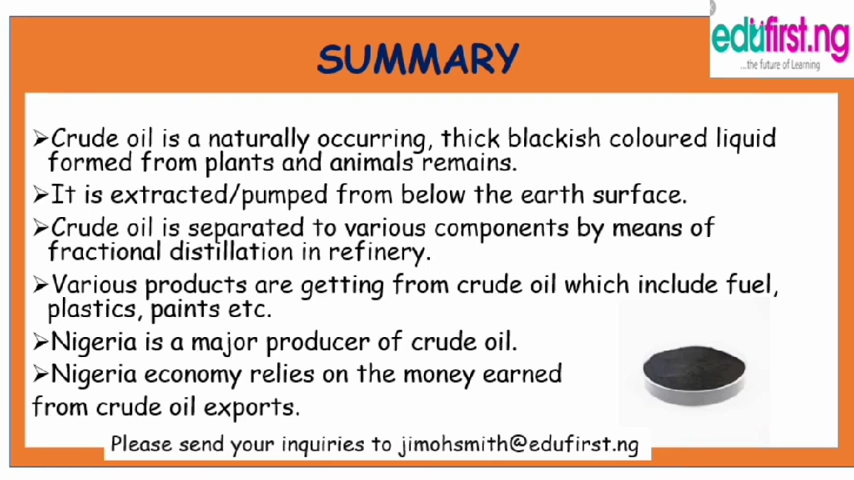 edufirst.ng
...the future of Learning
SUMMARY
➢Crude oil is a naturally occurring, thick blackish coloured liquid
formed from plants and animals remains.
➢It is extracted/pumped from below the earth surface.
➢Crude oil is separated to various components by means of
fractional distillation in refinery.
➢Various products are getting from crude oil which include fuel,
plastics, paints etc.
➢Nigeria is a major producer of crude oil.
➢Nigeria economy relies on the money earned
from crude oil exports.
Please send your inquiries to jimohsmith@edufirst.ng